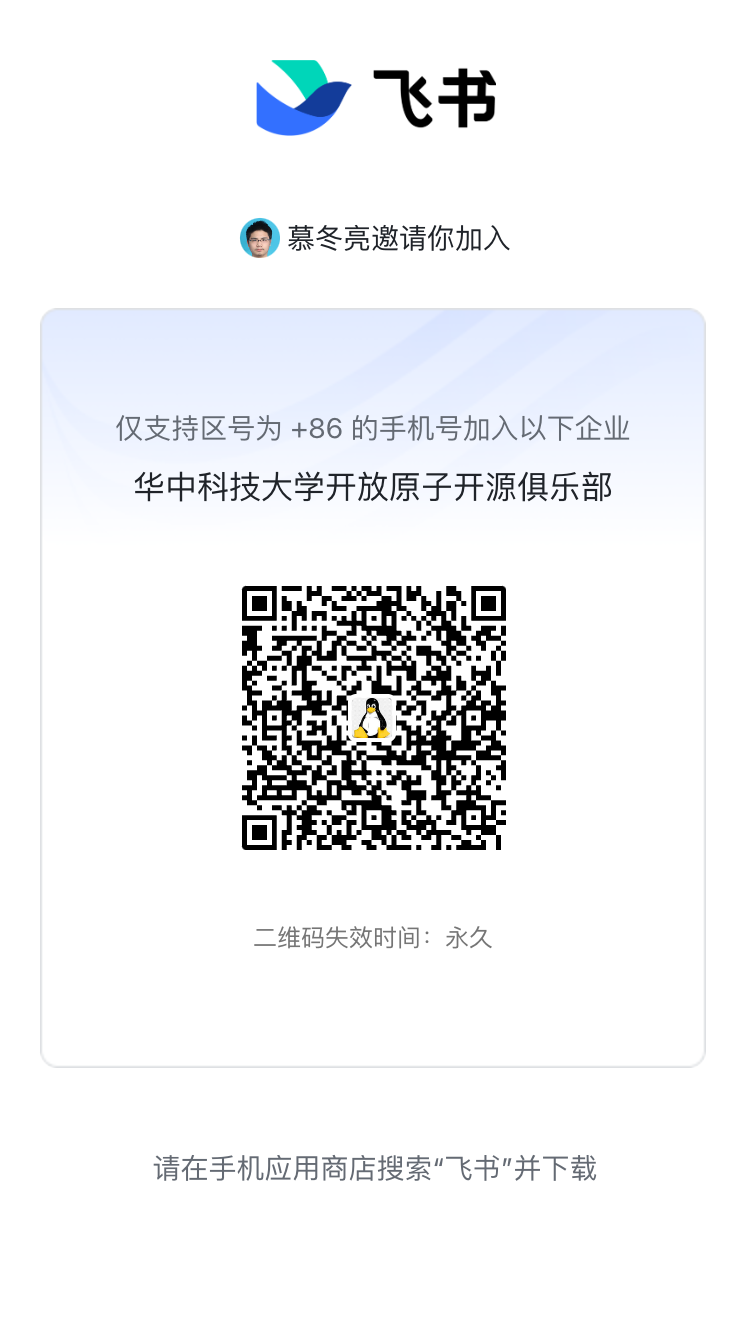 飞书
慕冬亮邀请你加入
仅支持区号为 +86 的手机号加入以下企业
华中科技大学开放原子开源俱乐部
二维码失效时间：永久
请在手机应用商店搜索“飞书”并下载